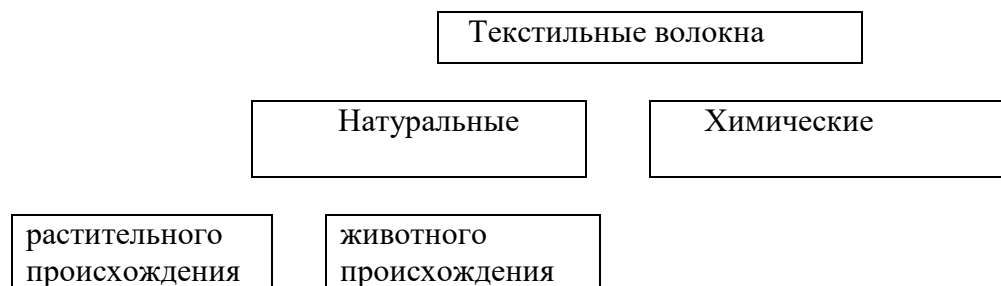 Текстильные волокна
Натуральные
Химические
растительного
происхождения
животного
происхождения